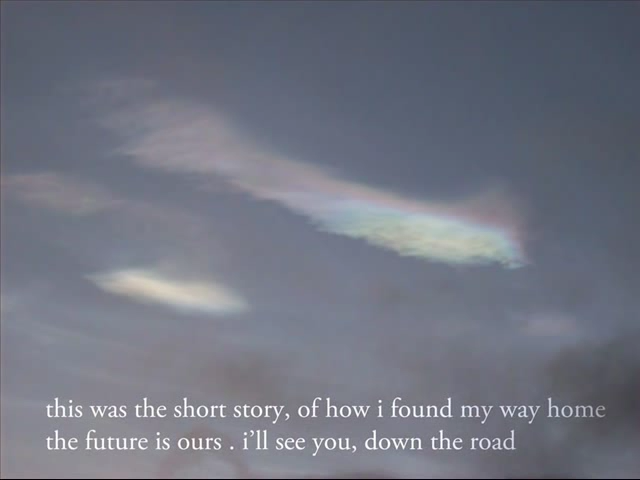 this was the short story, of how i found my way home
the future is ours . i'll see you, down the road